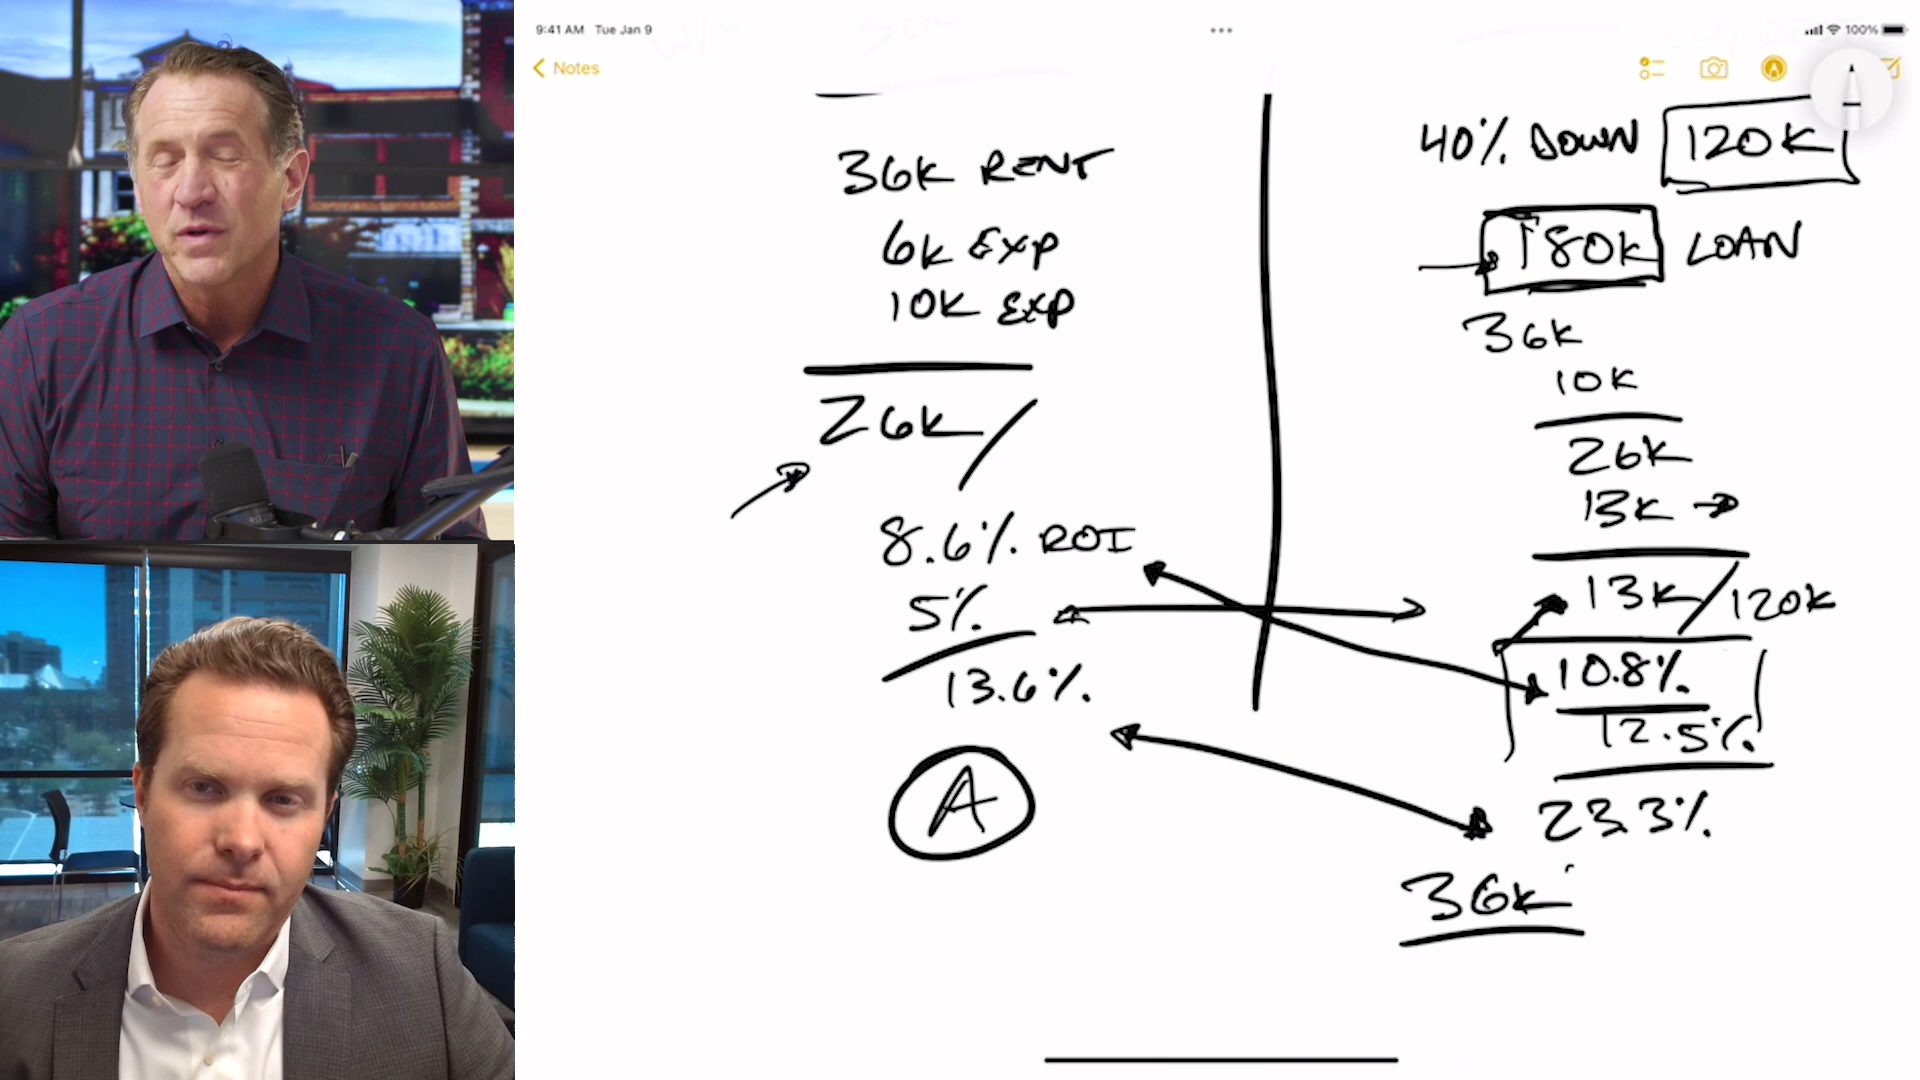 9:41 AM Tue Jan 9
100%
Notes
36K RENT
6K EXP
10K EXP
26K /
8.6% ROI
5%
13.6%
A
40% DOWN 120K
180K LOAN
36K
10K
26K
13K →
13K / 120K
10.8%
12.5%
23.3%
36K